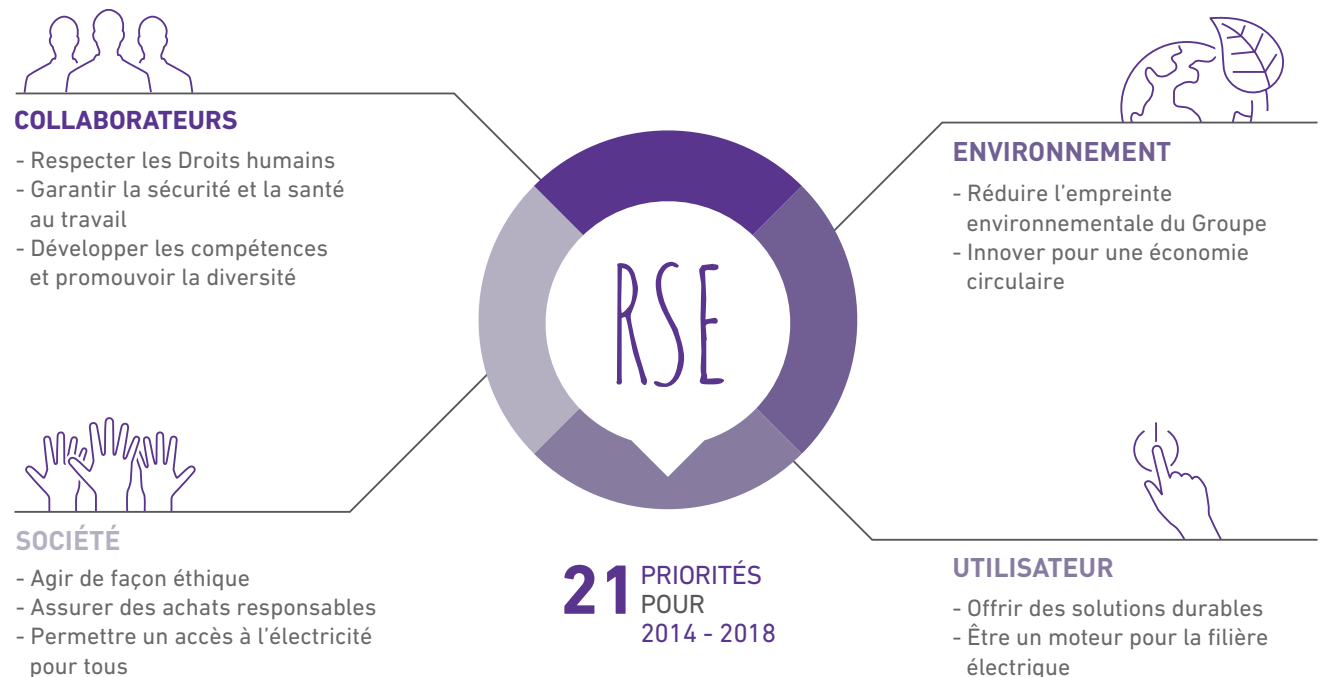 COLLABORATEURS
- Respecter les Droits humains
- Garantir la sécurité et la santé
au travail
- Développer les compétences
et promouvoir la diversité
ENVIRONNEMENT
- Réduire l’empreinte
environnementale du Groupe
- Innover pour une économie
circulaire
RSE
SOCIÉTÉ
- Agir de façon éthique
- Assurer des achats responsables
- Permettre un accès à l’électricité
pour tous
21 PRIORITÉS
POUR
2014 - 2018
UTILISATEUR
- Offrir des solutions durables
- Être un moteur pour la filière
électrique